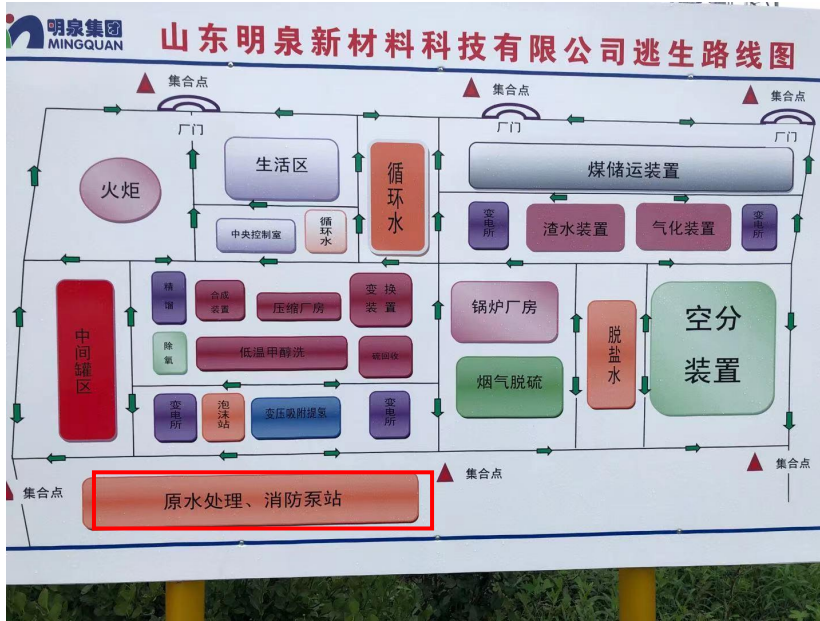 明泉集团
MINGQUAN
山东明泉新材料科技有限公司逃生路线图
集合点
集合点
集合点
厂门
厂门
厂门
火炬
生活区
循环水
煤储运装置
中央控制室
循环水
变电所
渣水装置
气化装置
变电所
中间罐区
精馏
合成装置
压缩厂房
变换装置
锅炉厂房
脱盐水
空分装置
除氧
低温甲醇洗
硫回收
烟气脱硫
变电所
泡沫站
变压吸附提氢
变电所
集合点
集合点
集合点
原水处理、消防泵站